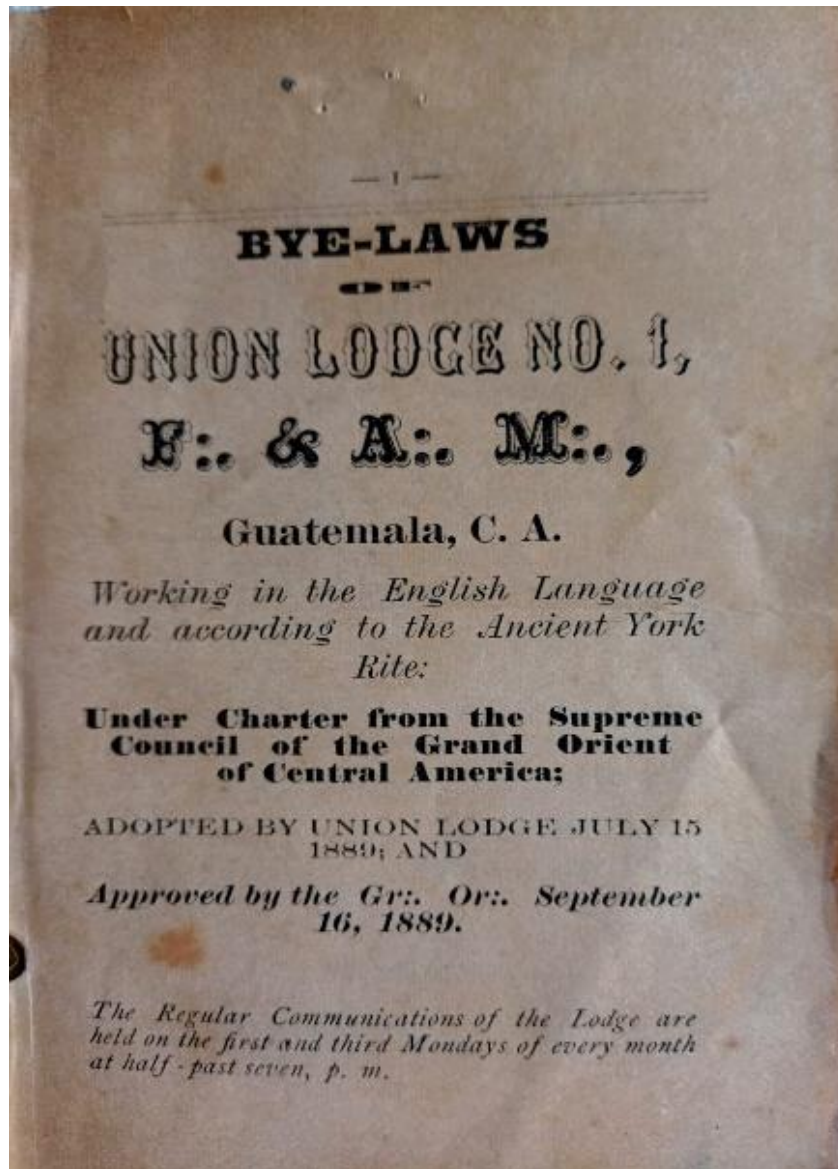 — 1 —
BYE-LAWS
OF
UNION LODGE NO. 1,
F:. & A:. M:.,
Guatemala, C. A.
Working in the English Language
and according to the Ancient York
Rite:
Under Charter from the Supreme
Council of the Grand Orient
of Central America;
ADOPTED BY UNION LODGE JULY 15
1889; AND
Approved by the Gr:. Or:. September
16, 1889.
The Regular Communications of the Lodge are
held on the first and third Mondays of every month
at half-past seven, p. m.